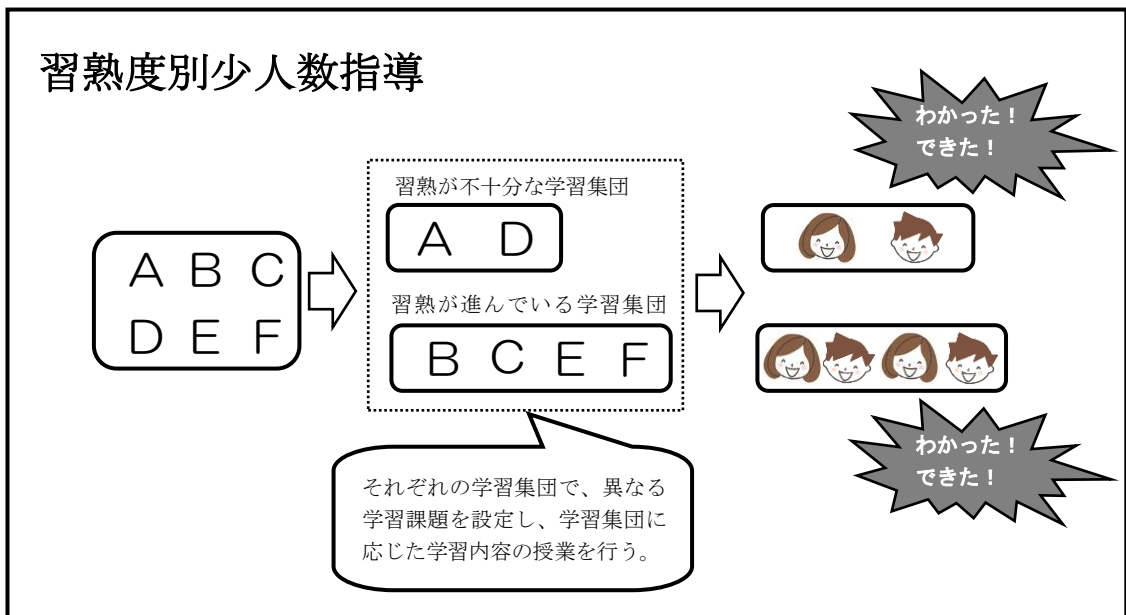 習熟度別少人数指導
わかった！
できた！
習熟が不十分な学習集団
A D
A B C
D E F
習熟が進んでいる学習集団
B C E F
わかった！
できた！
それぞれの学習集団で、異なる
学習課題を設定し、学習集団に
応じた学習内容の授業を行う。